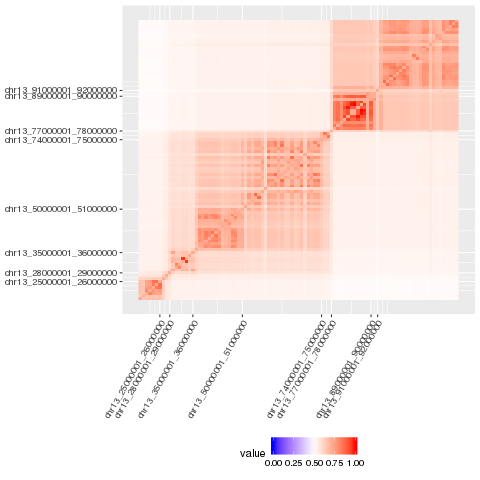 chr13_91000001_92000000
chr13_89000001_90000000
chr13_77000001_78000000
chr13_74000001_75000000
chr13_50000001_51000000
chr13_35000001_36000000
chr13_28000001_29000000
chr13_25000001_26000000
chr13_25000001_26000000
chr13_28000001_29000000
chr13_35000001_36000000
chr13_50000001_51000000
chr13_74000001_75000000
chr13_77000001_78000000
chr13_89000001_90000000
chr13_91000001_92000000
value
0.00 0.25 0.50 0.75 1.00